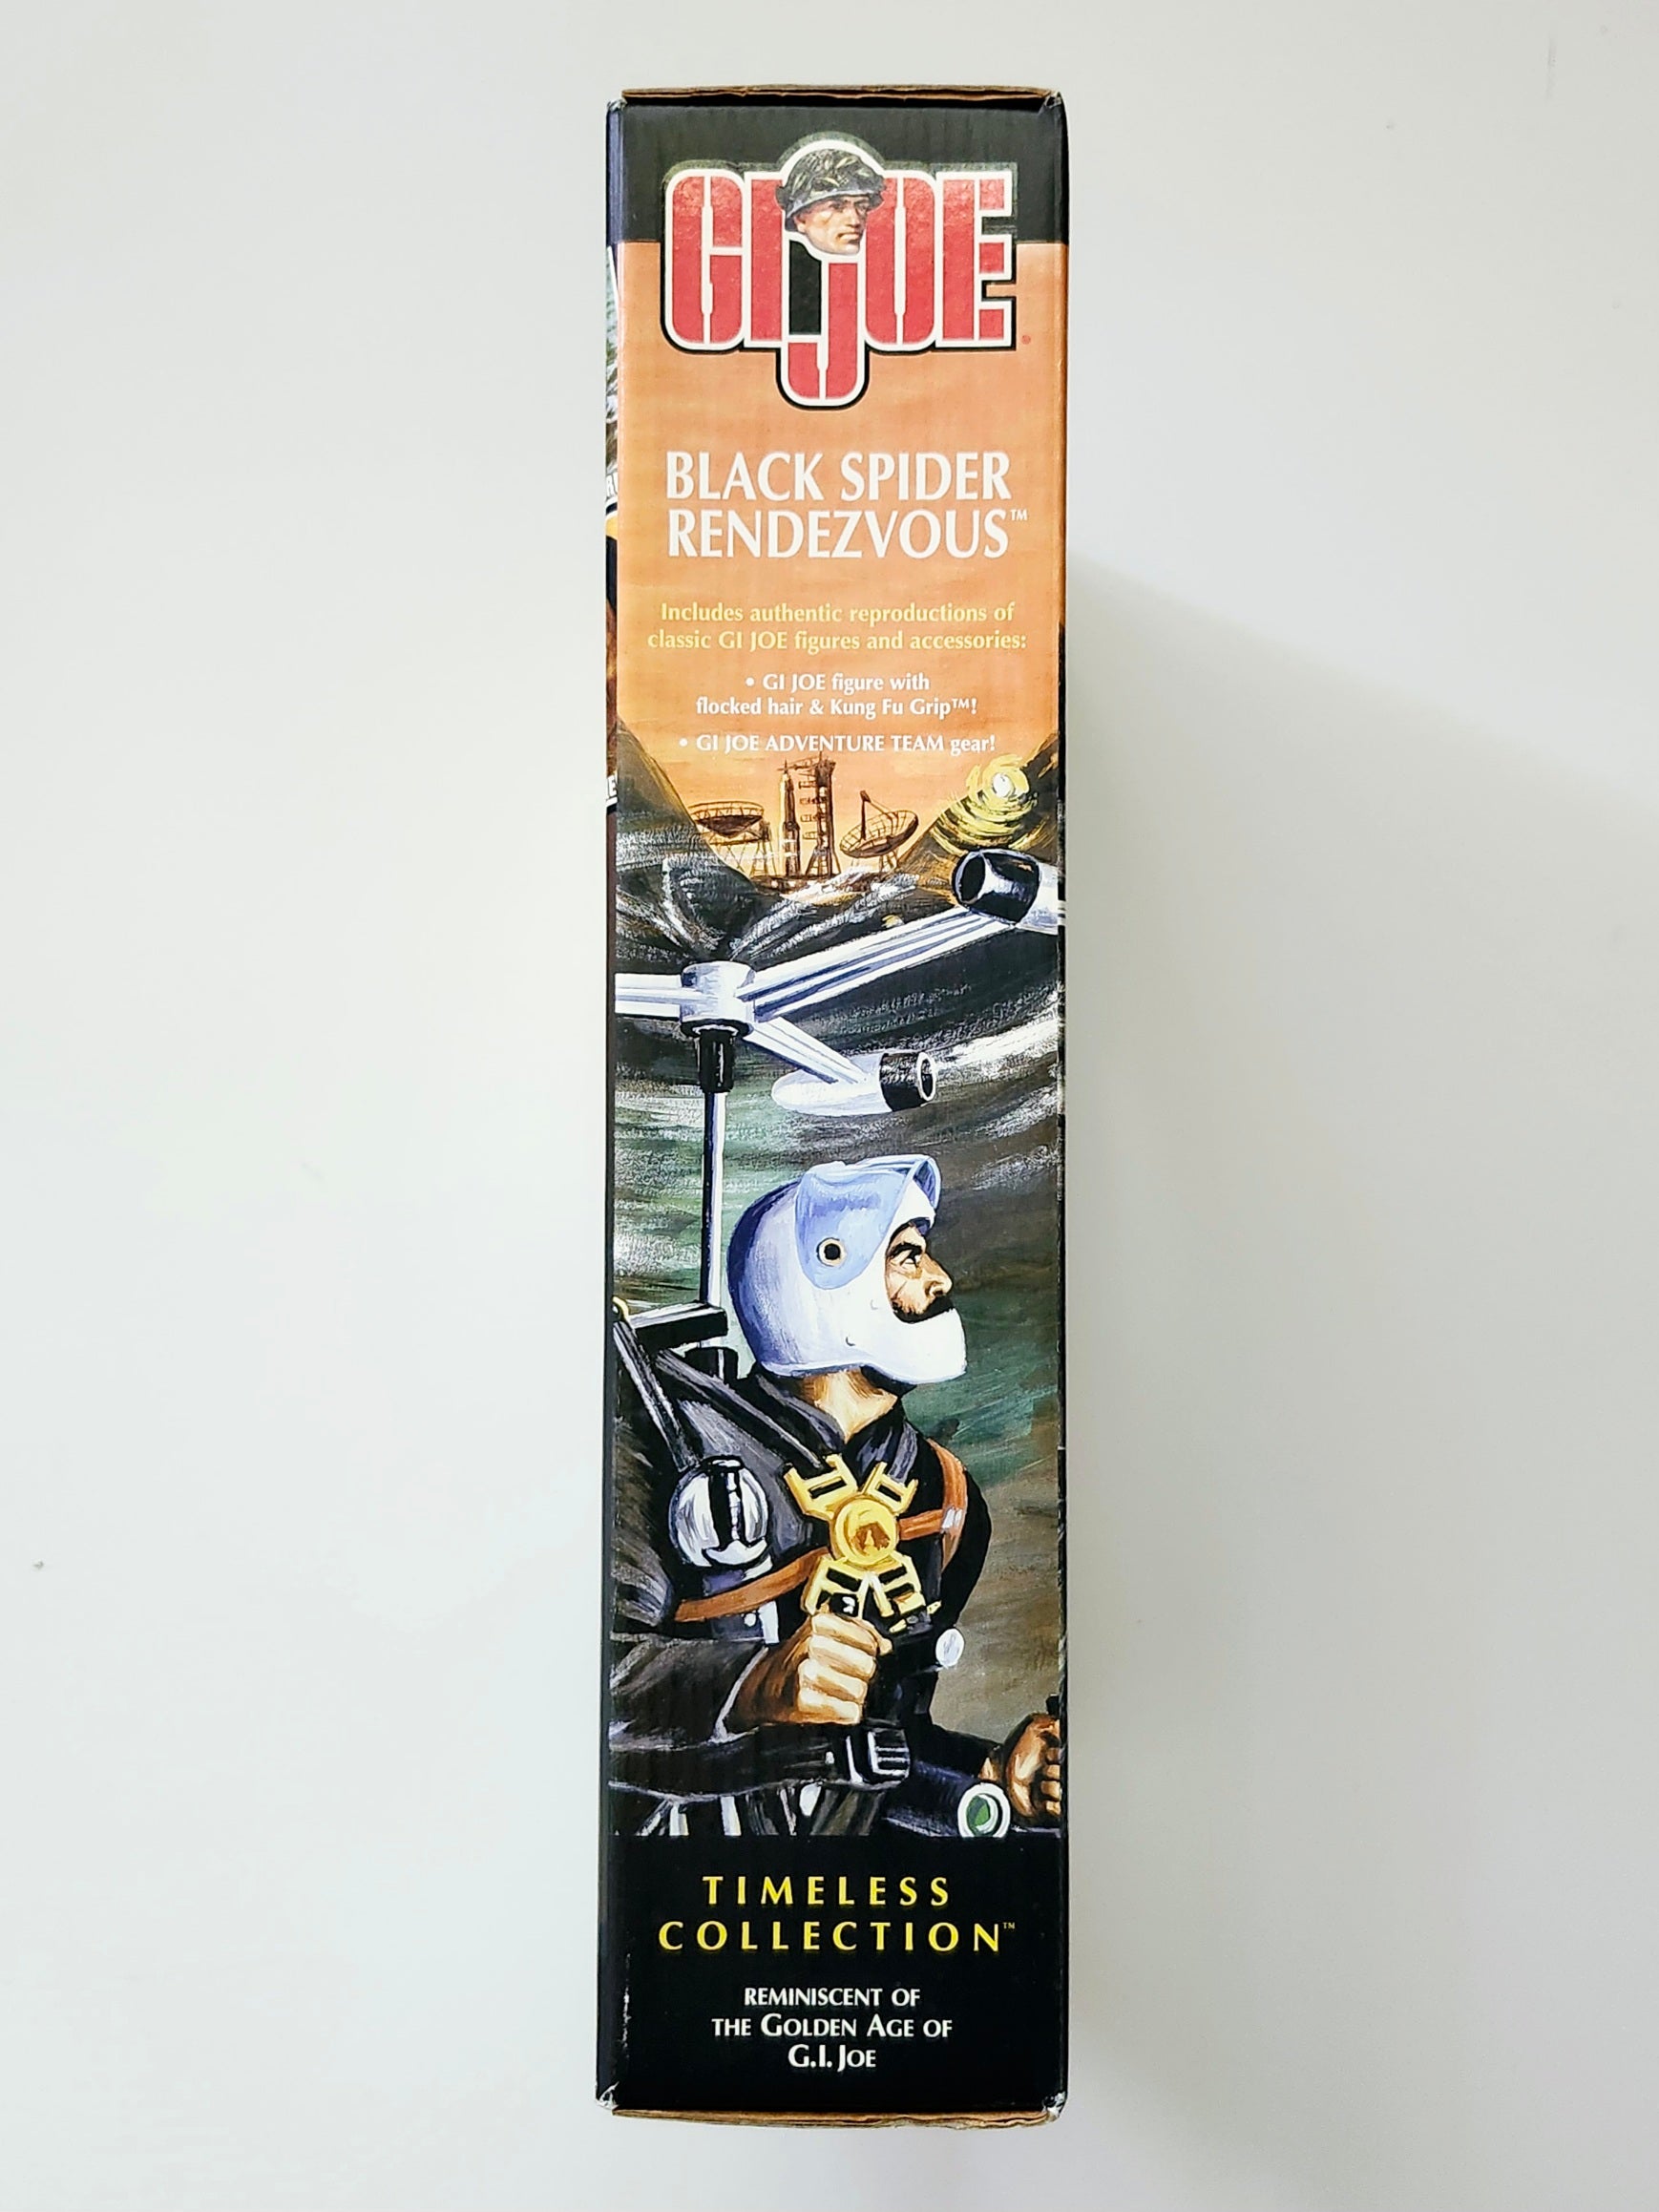 GI JOE
BLACK SPIDER
RENDEZVOUS™
Includes authentic reproductions of
classic GI JOE figures and accessories:
• GI JOE figure with
flocked hair & Kung Fu Grip™!
• GI JOE ADVENTURE TEAM gear!
TIMELESS
COLLECTION™
REMINISCENT OF
THE GOLDEN AGE OF
G.I. JOE